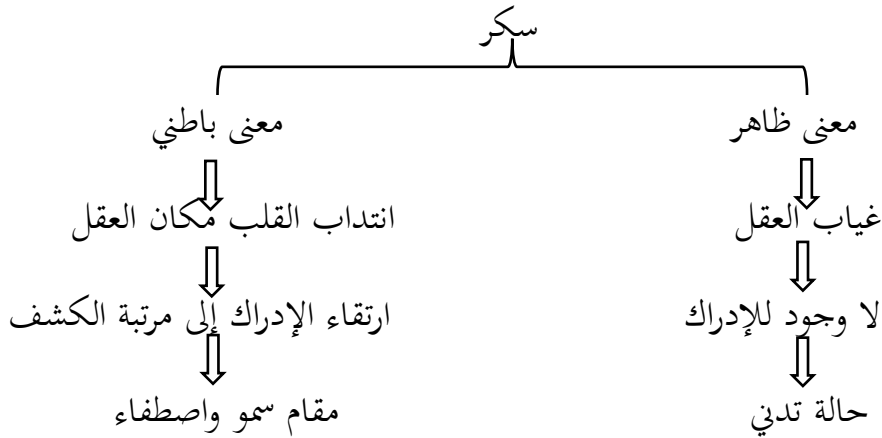 سكر
معنى ظاهر
معنى باطني
غياب العقل
انتداب القلب مكان العقل
لا وجود للإدراك
ارتقاء الإدراك إلى مرتبة الكشف
حالة تدني
مقام سمو واصطفاء